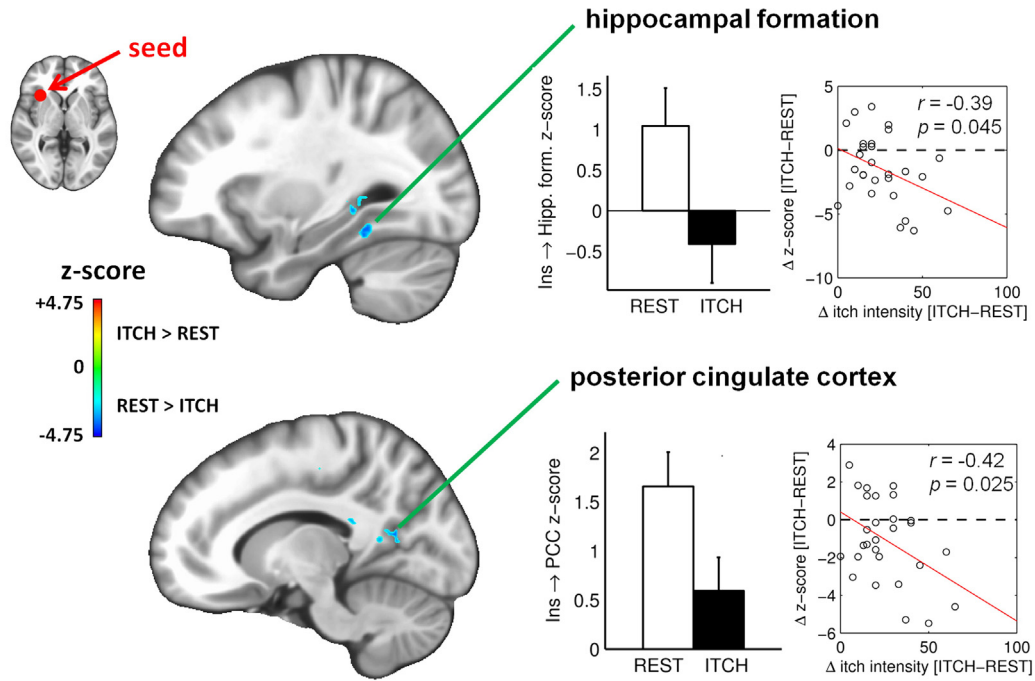 hippocampal formation
seed
Ins → Hipp. form. z-score
1.5
1
0.5
0
−0.5
REST
ITCH
Δ z-score [ITCH−REST]
5
0
−5
−10
r = -0.39
p = 0.045
0
50
100
Δ itch intensity [ITCH−REST]
z-score
+4.75
ITCH > REST
0
REST > ITCH
-4.75
posterior cingulate cortex
Ins → PCC z-score
2
1.5
1
0.5
0
REST
ITCH
Δ z-score [ITCH−REST]
4
2
0
−2
−4
−6
r = -0.42
p = 0.025
0
50
100
Δ itch intensity [ITCH−REST]